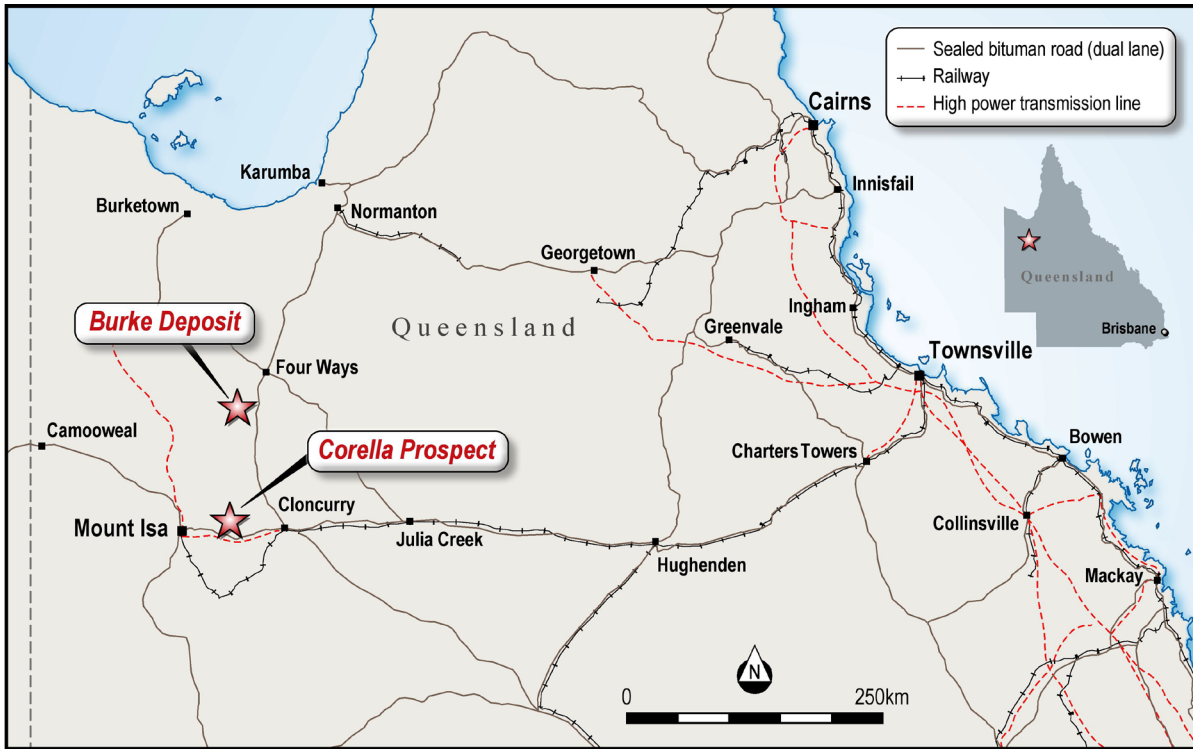 Sealed bituman road (dual lane)
Railway
High power transmission line
Cairns
Karumba
Innisfail
Burketown
Normanton
Georgetown
Queensland
Ingham
Burke Deposit
Queensland
Greenvale
Brisbane
Townsville
Four Ways
Camooweal
Corella Prospect
Charters Towers
Bowen
Cloncurry
Mount Isa
Julia Creek
Collinsville
Hughenden
Mackay
N
0
250km